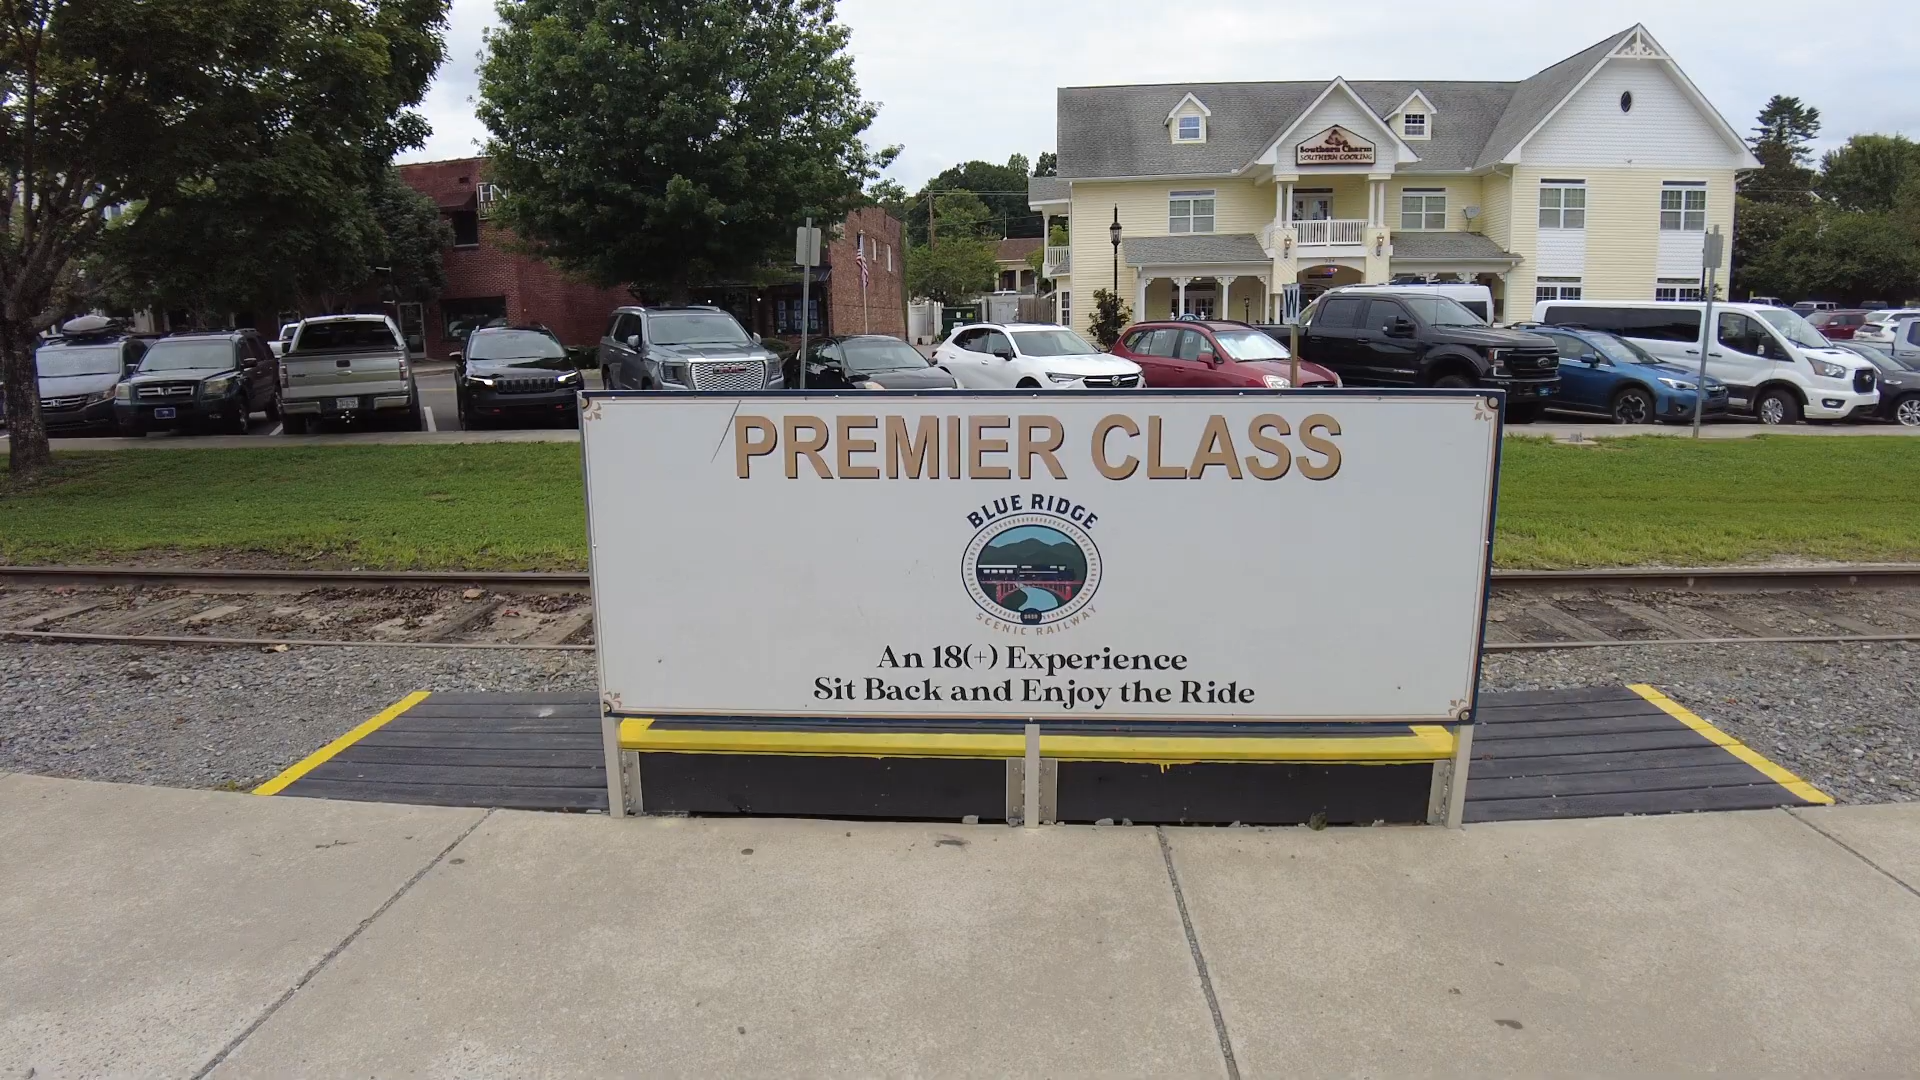 Southern Charm
SOUTHERN COOKING
W
PREMIER CLASS
BLUE RIDGE
SCENIC RAILWAY
An 18(+) Experience
Sit Back and Enjoy the Ride